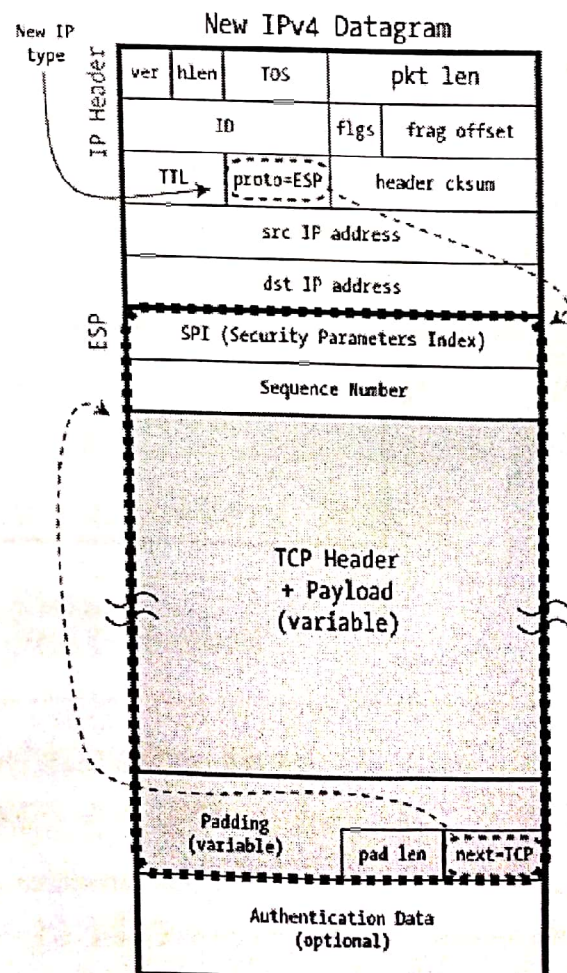 New IPv4 Datagram
New IP
type
IP Header
ver hlen TOS pkt len
ID flgs frag offset
TTL proto=ESP header cksum
src IP address
dst IP address
ESP
SPI (Security Parameters Index)
Sequence Number
TCP Header
+ Payload
(variable)
Padding
(variable)
pad len next=TCP
Authentication Data
(optional)